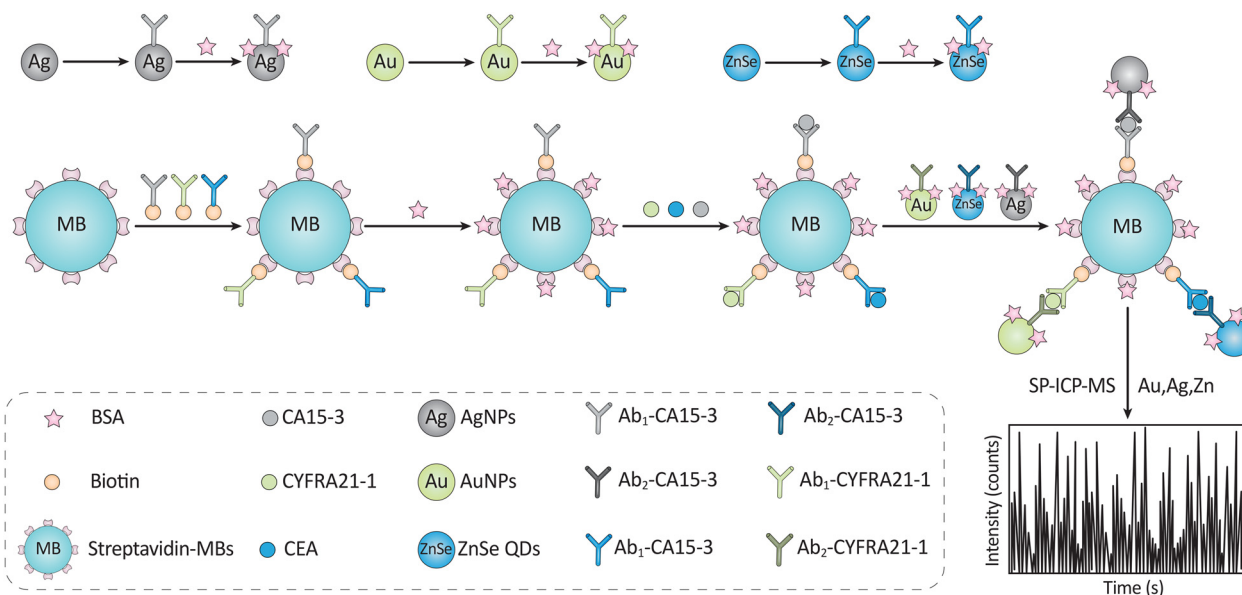 Ag Ag Ag Au Au Au ZnSe ZnSe ZnSe
MB MB MB MB Au ZnSe Ag MB
SP-ICP-MS Au,Ag,Zn
BSA CA15-3 Ag AgNPs Ab₁-CA15-3 Ab₂-CA15-3
Biotin CYFRA21-1 Au AuNPs Ab₂-CA15-3 Ab₁-CYFRA21-1
MB Streptavidin-MBs CEA ZnSe ZnSe QDs Ab₁-CA15-3 Ab₂-CYFRA21-1
Intensity (counts)
Time (s)